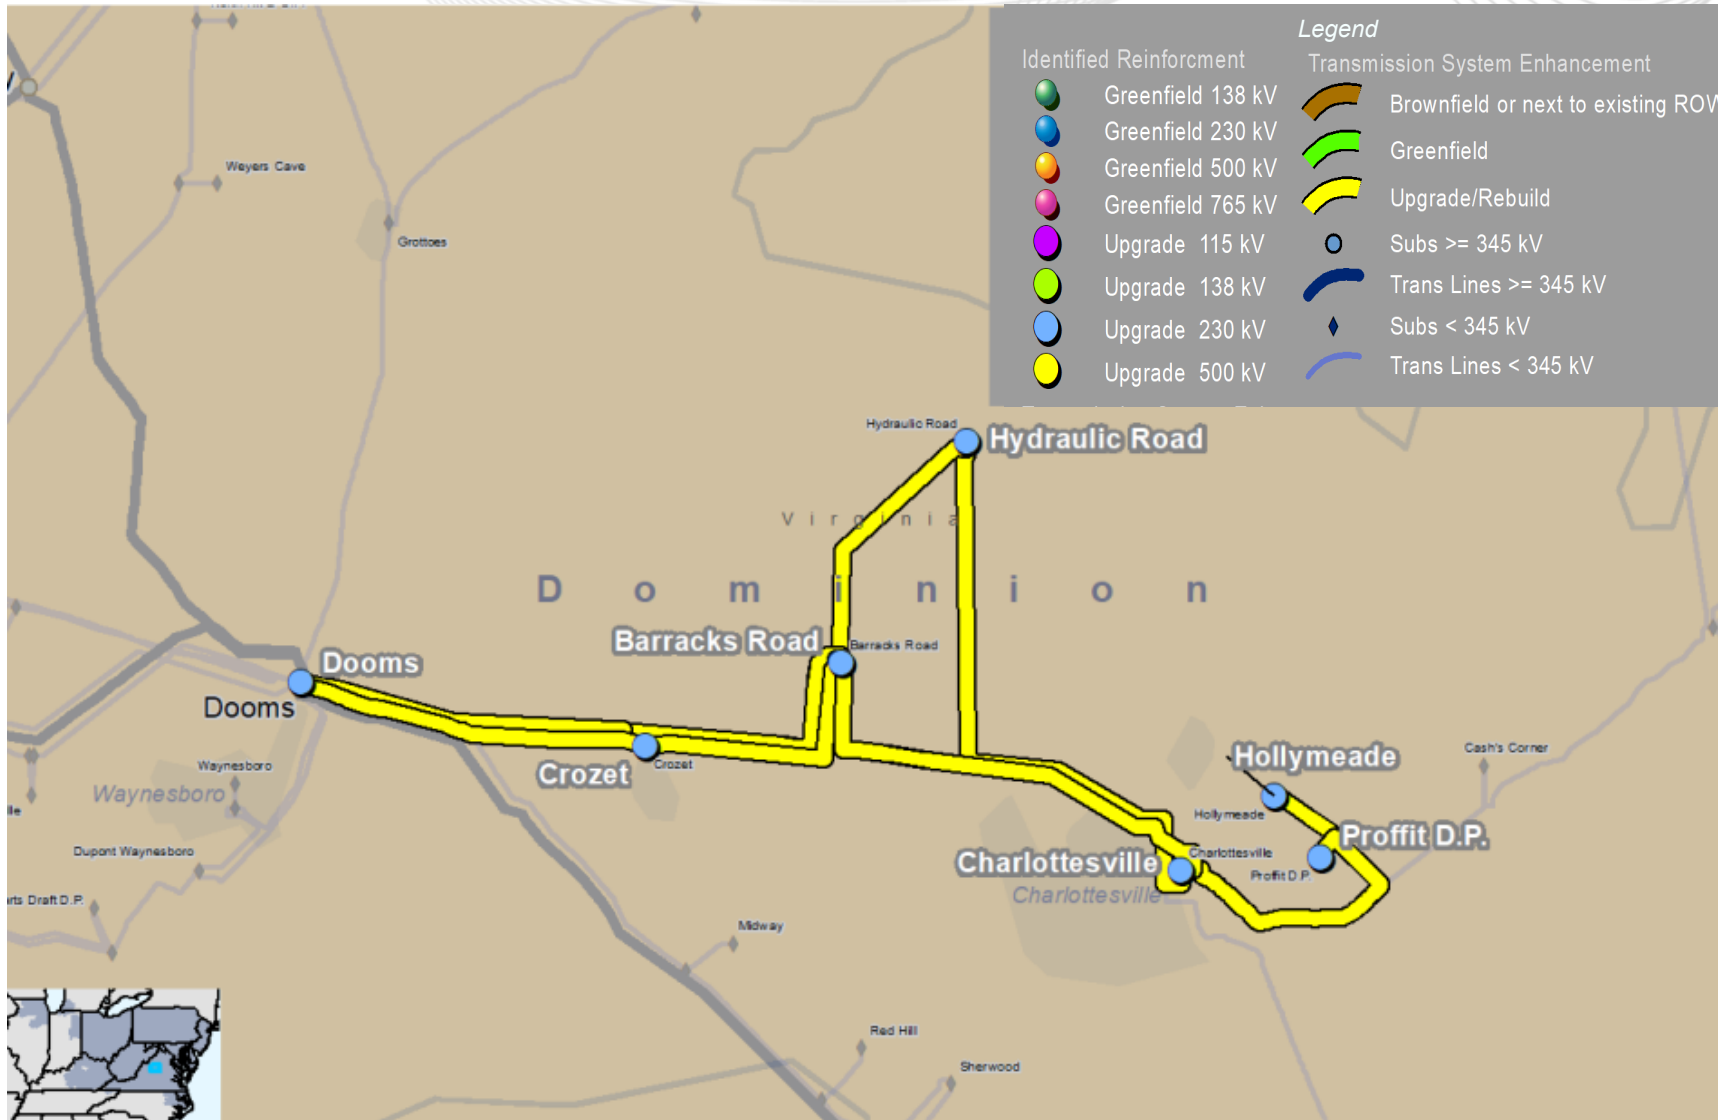 Legend
Identified Reinforcment
Transmission System Enhancement
Greenfield 138 kV
Greenfield 230 kV
Greenfield 500 kV
Greenfield 765 kV
Upgrade 115 kV
Upgrade 138 kV
Upgrade 230 kV
Upgrade 500 kV
Brownfield or next to existing ROW
Greenfield
Upgrade/Rebuild
Subs >= 345 kV
Trans Lines >= 345 kV
Subs < 345 kV
Trans Lines < 345 kV
Weyers Cave
Grottoes
Hydraulic Road
Hydraulic Road
Virginia
Dominion
Barracks Road
Barracks Road
Dooms
Dooms
Crozet
Crozet
Waynesboro
Waynesboro
Dupont Waynesboro
arts Draft D.P.
lle
Hollymeade
Hollymeade
Cash's Corner
Proffit D.P.
Proffit D.P.
Charlottesville
Charlottesville
Charlottesville
Midway
Red Hill
Sherwood